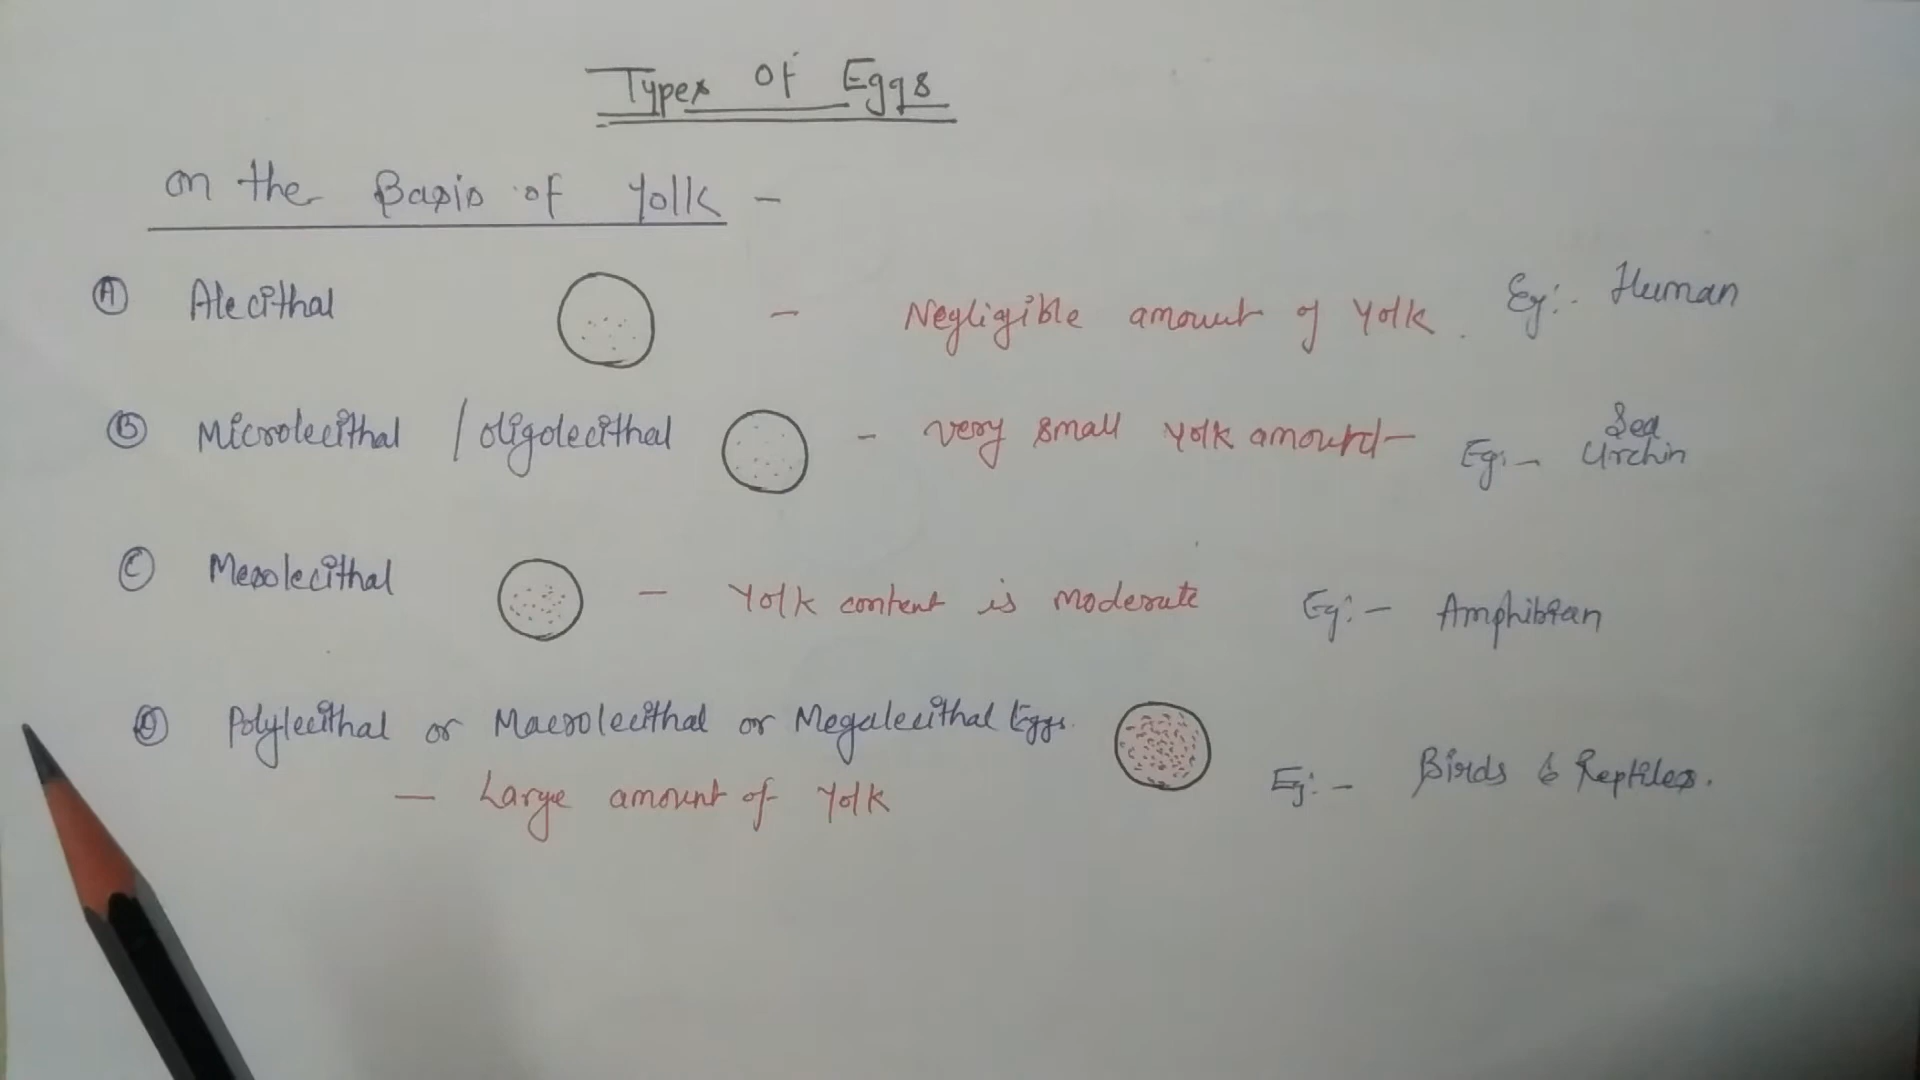 Types of Eggs
on the Basis of Yolk -
A Alecithal - Negligible amount of Yolk. Eg:- Human
B Microlecithal / oligolecithal - very small yolk amount Eg:- Sea Urchin
C Mesolecithal - Yolk content is moderate Eg:- Amphibian
D Polylecithal or Macrolecithal or Megalecithal Eggs. Eg:- Birds & Reptiles.
- Large amount of Yolk